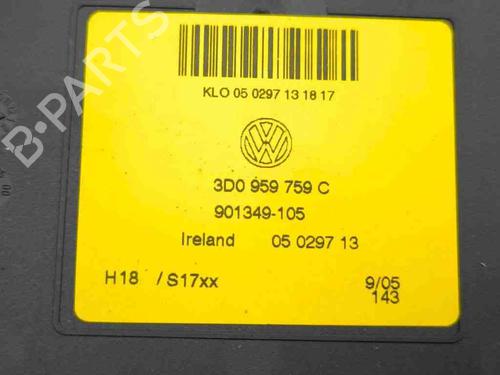 KLO 05 0297 13 18 17
3D0 959 759 C
901349-105
Ireland 05 0297 13
H18 / S17xx 9/05
143
B-PARTS